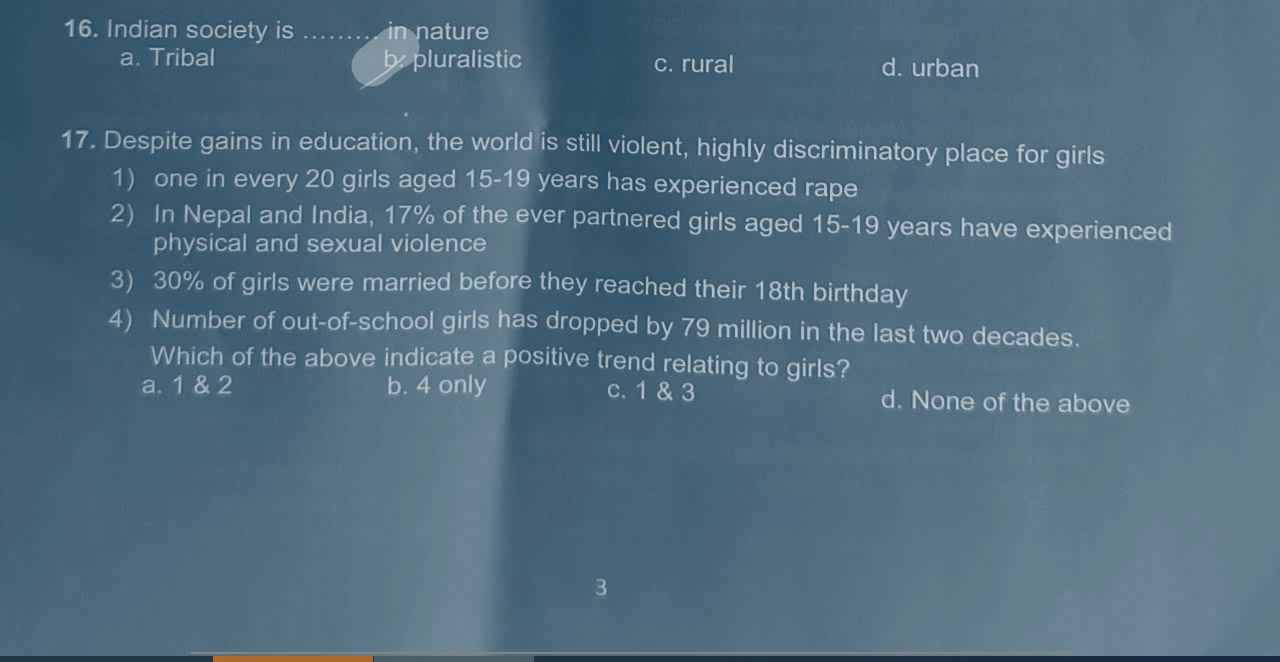 16. Indian society is ......... in nature
a. Tribal b. pluralistic c. rural d. urban
17. Despite gains in education, the world is still violent, highly discriminatory place for girls
1) one in every 20 girls aged 15-19 years has experienced rape
2) In Nepal and India, 17% of the ever partnered girls aged 15-19 years have experienced
physical and sexual violence
3) 30% of girls were married before they reached their 18th birthday
4) Number of out-of-school girls has dropped by 79 million in the last two decades.
Which of the above indicate a positive trend relating to girls?
a. 1 & 2 b. 4 only c. 1 & 3 d. None of the above
3